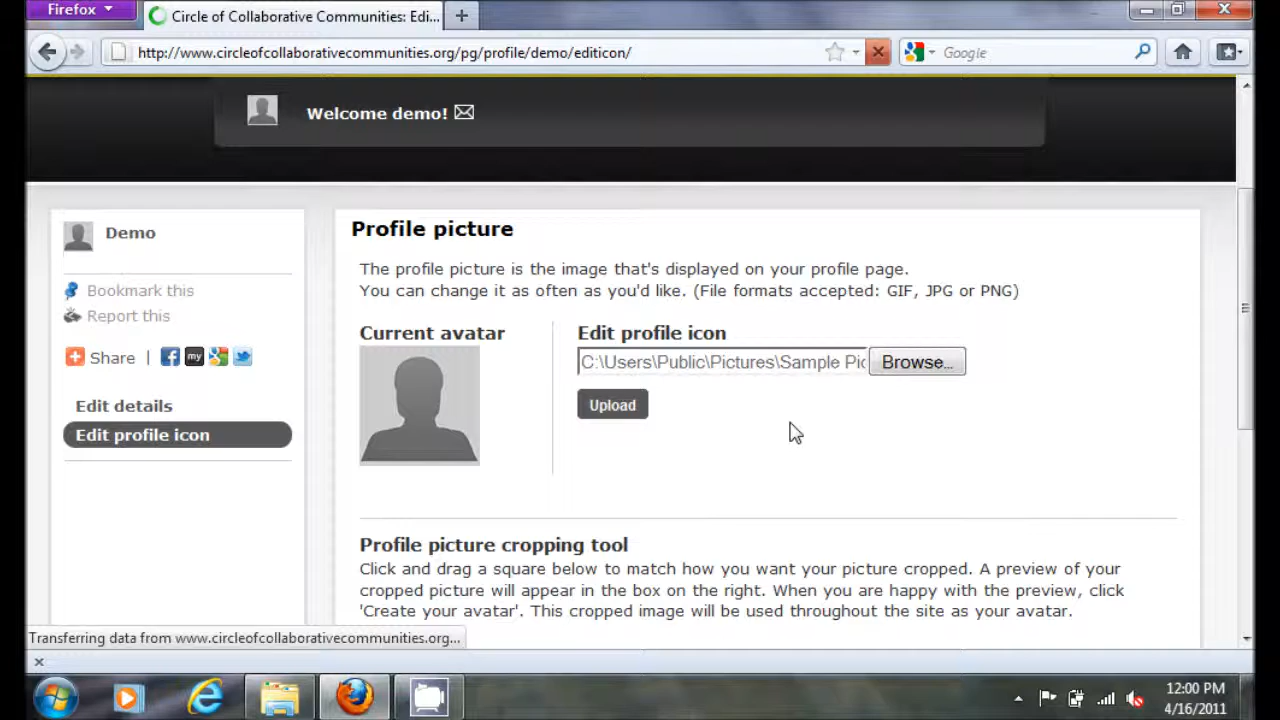 Firefox
Circle of Collaborative Communities: Edi...
http://www.circleofcollaborativecommunities.org/pg/profile/demo/editicon/
Google
Welcome demo!
Demo
Bookmark this
Report this
Share |
my
Edit details
Edit profile icon
Profile picture
The profile picture is the image that's displayed on your profile page.
You can change it as often as you'd like. (File formats accepted: GIF, JPG or PNG)
Current avatar
Edit profile icon
C:\Users\Public\Pictures\Sample Pic
Browse...
Upload
Profile picture cropping tool
Click and drag a square below to match how you want your picture cropped. A preview of your
cropped picture will appear in the box on the right. When you are happy with the preview, click
'Create your avatar'. This cropped image will be used throughout the site as your avatar.
Transferring data from www.circleofcollaborativecommunities.org...
12:00 PM
4/16/2011